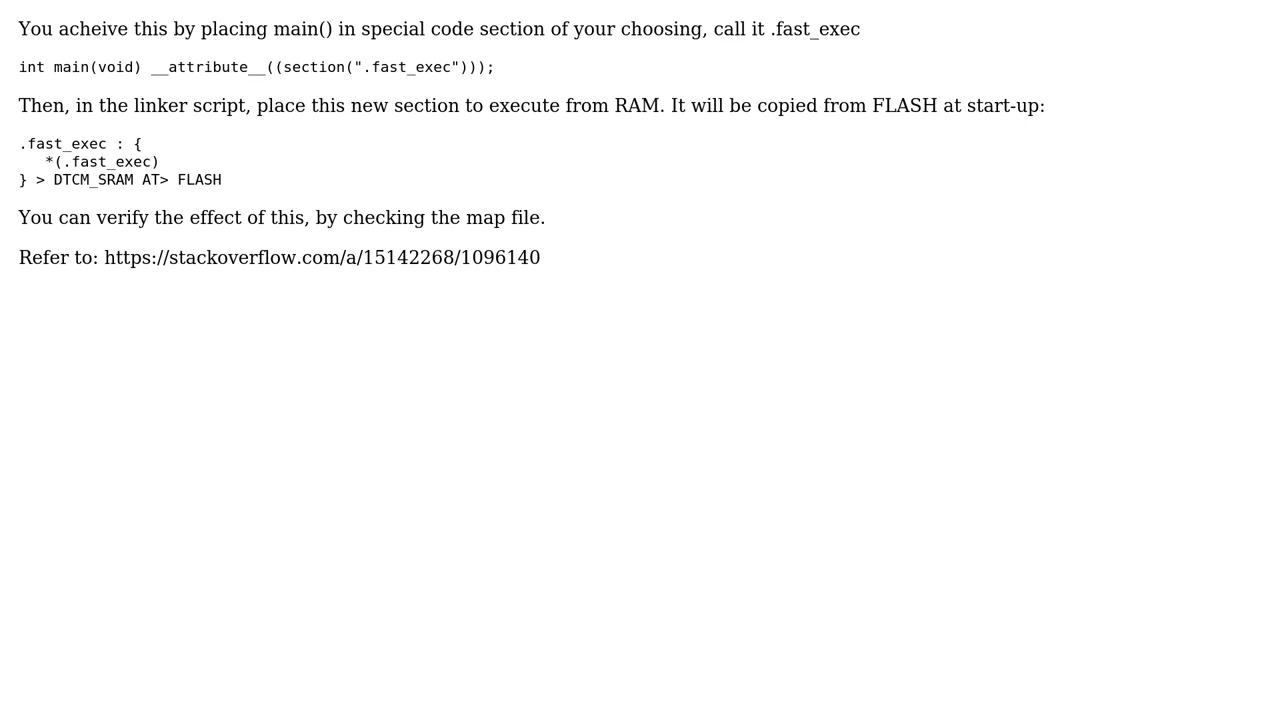 You acheive this by placing main() in special code section of your choosing, call it .fast_exec
int main(void) __attribute__((section(".fast_exec")));
Then, in the linker script, place this new section to execute from RAM. It will be copied from FLASH at start-up:
.fast_exec : {
   *(.fast_exec)
} > DTCM_SRAM AT> FLASH
You can verify the effect of this, by checking the map file.
Refer to: https://stackoverflow.com/a/15142268/1096140